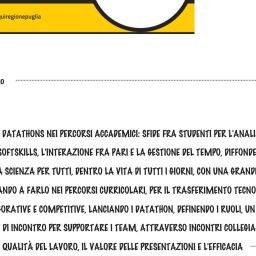 quiregionepuglia
DATATHONS NEI PERCORSI ACCADEMICI: SFIDE FRA STUDENTI PER L'ANALI
SOFTSKILLS, L'INTERAZIONE FRA PARI E LA GESTIONE DEL TEMPO, DIFFONDE
A SCIENZA PER TUTTI, DENTRO LA VITA DI TUTTI I GIORNI, CON UNA GRAND
ANDO A FARLO NEI PERCORSI CURRICOLARI, PER IL TRASFERIMENTO TECNO
ORATIVE E COMPETITIVE, LANCIANDO I DATATHON, DEFINENDO I RUOLI, UN
DI INCONTRO PER SUPPORTARE I TEAM, ATTRAVERSO INCONTRI COLLEGIA
QUALITÀ DEL LAVORO, IL VALORE DELLE PRESENTAZIONI E L'EFFICACIA